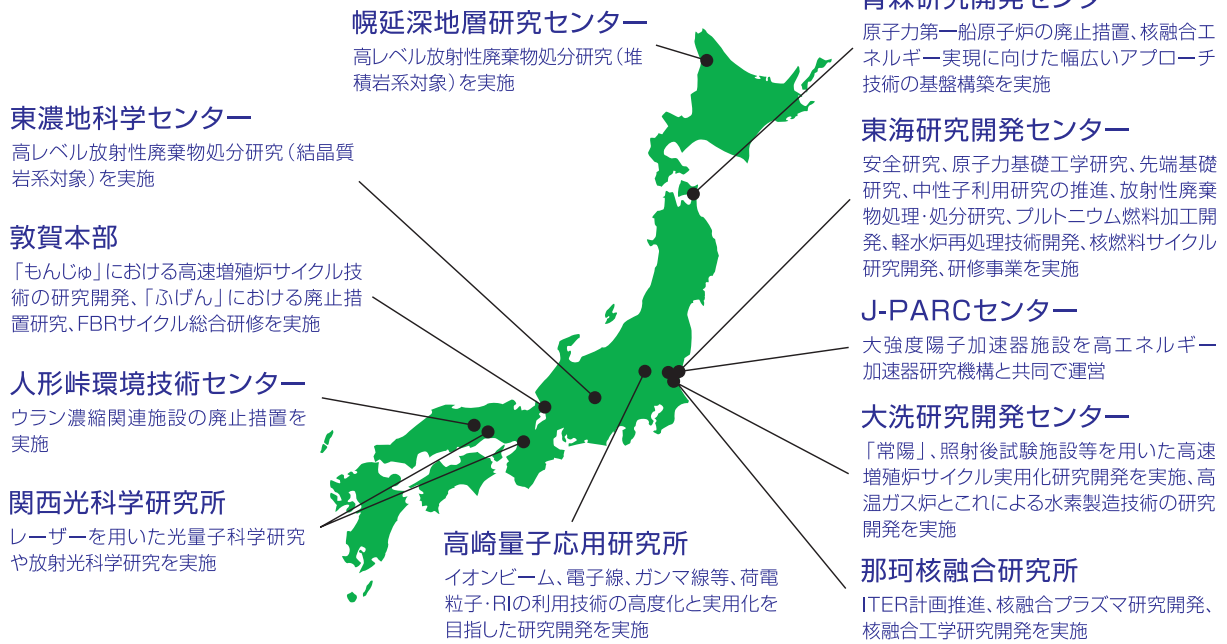 幌延深地層研究センター
高レベル放射性廃棄物処分研究（堆
積岩系対象）を実施
東濃地科学センター
高レベル放射性廃棄物処分研究（結晶質
岩系対象）を実施
敦賀本部
「もんじゅ」における高速増殖炉サイクル技
術の研究開発、「ふげん」における廃止措
置研究、FBRサイクル総合研修を実施
人形峠環境技術センター
ウラン濃縮関連施設の廃止措置を
実施
関西光科学研究所
レーザーを用いた光量子科学研究
や放射光科学研究を実施
高崎量子応用研究所
イオンビーム、電子線、ガンマ線等、荷電
粒子・RIの利用技術の高度化と実用化を
目指した研究開発を実施
青森研究開発センター
原子力第一船原子炉の廃止措置、核融合エ
ネルギー実現に向けた幅広いアプローチ
技術の基盤構築を実施
東海研究開発センター
安全研究、原子力基礎工学研究、先端基礎
研究、中性子利用研究の推進、放射性廃棄
物処理・処分研究、プルトニウム燃料加工開
発、軽水炉再処理技術開発、核燃料サイクル
研究開発、研修事業を実施
J-PARCセンター
大強度陽子加速器施設を高エネルギー
加速器研究機構と共同で運営
大洗研究開発センター
「常陽」、照射後試験施設等を用いた高速
増殖炉サイクル実用化研究開発を実施、高
温ガス炉とこれによる水素製造技術の研究
開発を実施
那珂核融合研究所
ITER計画推進、核融合プラズマ研究開発、
核融合工学研究開発を実施